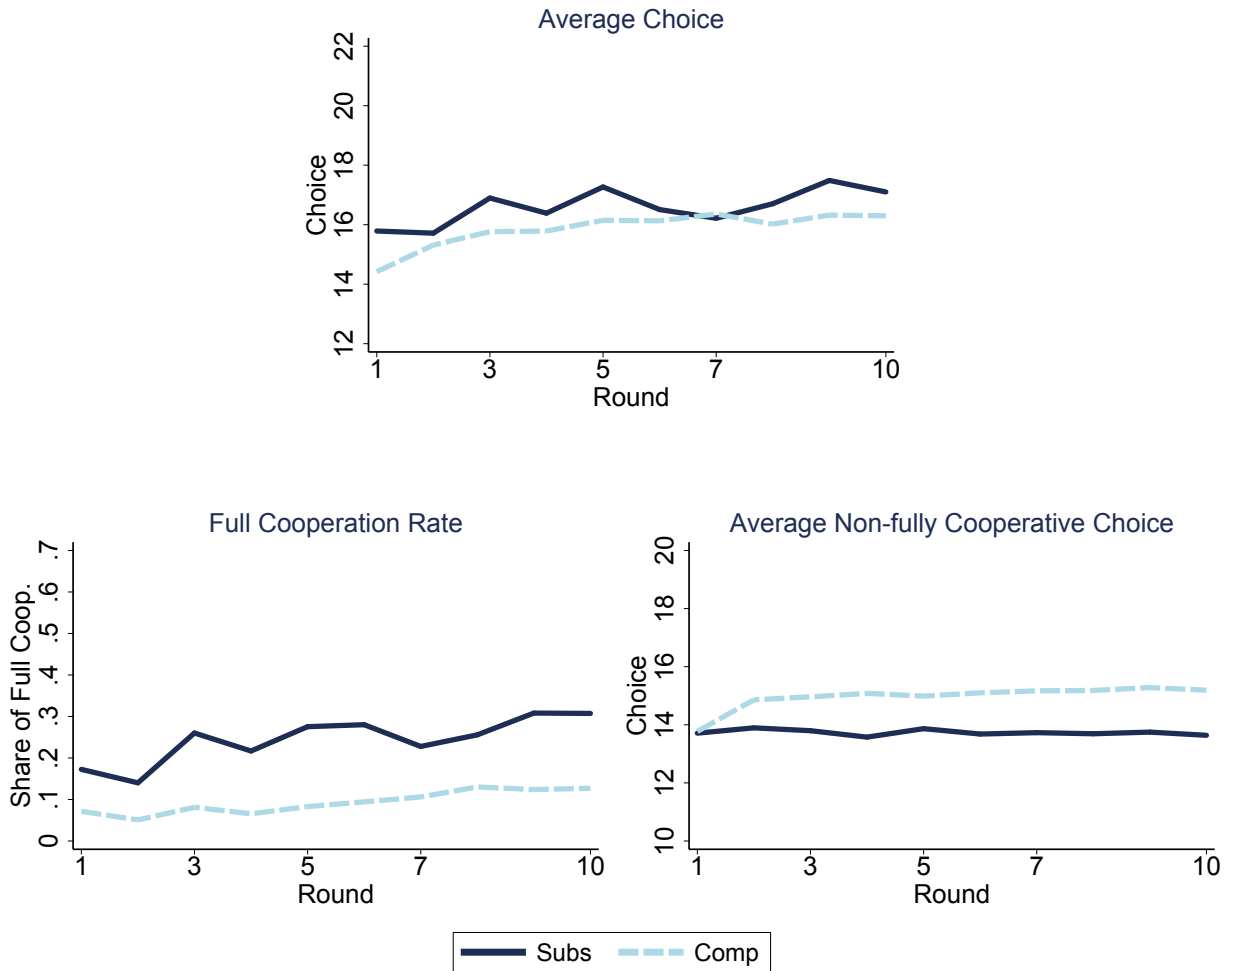 Average Choice
Choice
12 14 16 18 20 22
1 3 5 7 10
Round
Full Cooperation Rate
Share of Full Coop.
0 .1 .2 .3 .4 .5 .6 .7
1 3 5 7 10
Round
Average Non-fully Cooperative Choice
Choice
10 12 14 16 18 20
1 3 5 7 10
Round
Subs Comp